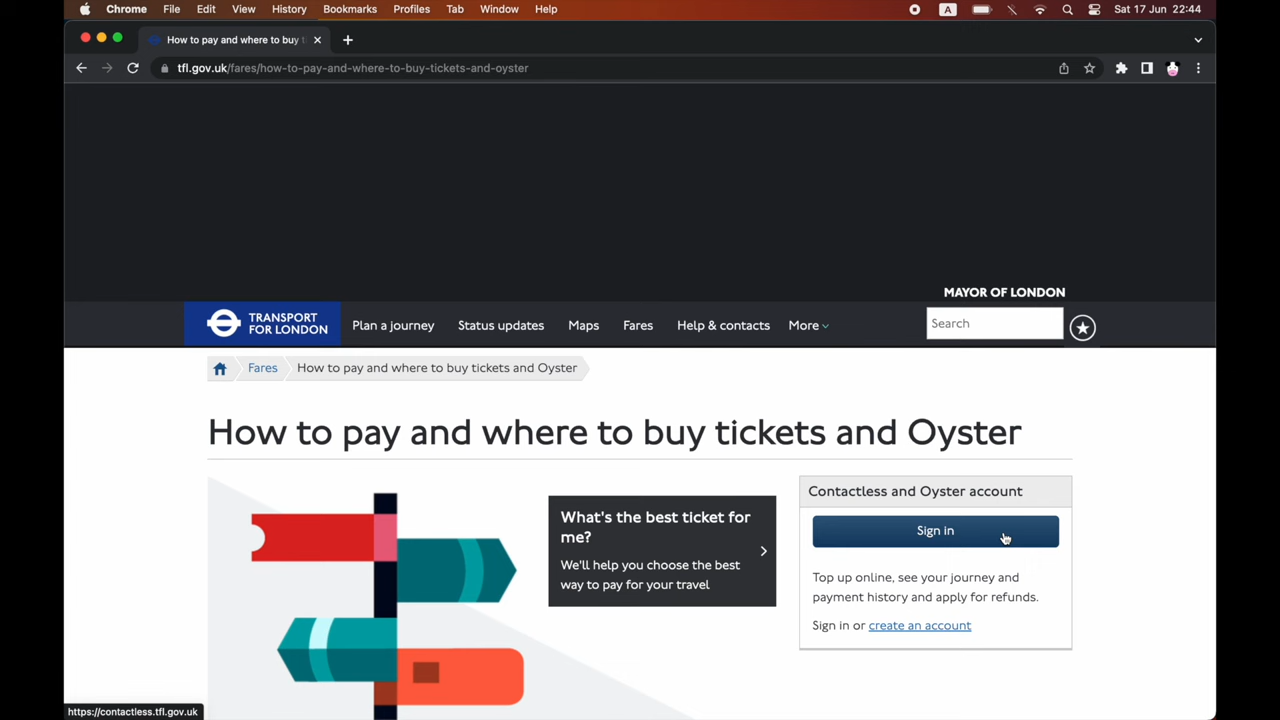 Chrome File Edit View History Bookmarks Profiles Tab Window Help A Sat 17 Jun 22:44
How to pay and where to buy t
tfl.gov.uk/fares/how-to-pay-and-where-to-buy-tickets-and-oyster
MAYOR OF LONDON
TRANSPORT
FOR LONDON
Plan a journey Status updates Maps Fares Help & contacts More Search
Fares How to pay and where to buy tickets and Oyster
How to pay and where to buy tickets and Oyster
What's the best ticket for
me?
We'll help you choose the best
way to pay for your travel
Contactless and Oyster account
Sign in
Top up online, see your journey and
payment history and apply for refunds.
Sign in or create an account
https://contactless.tfl.gov.uk